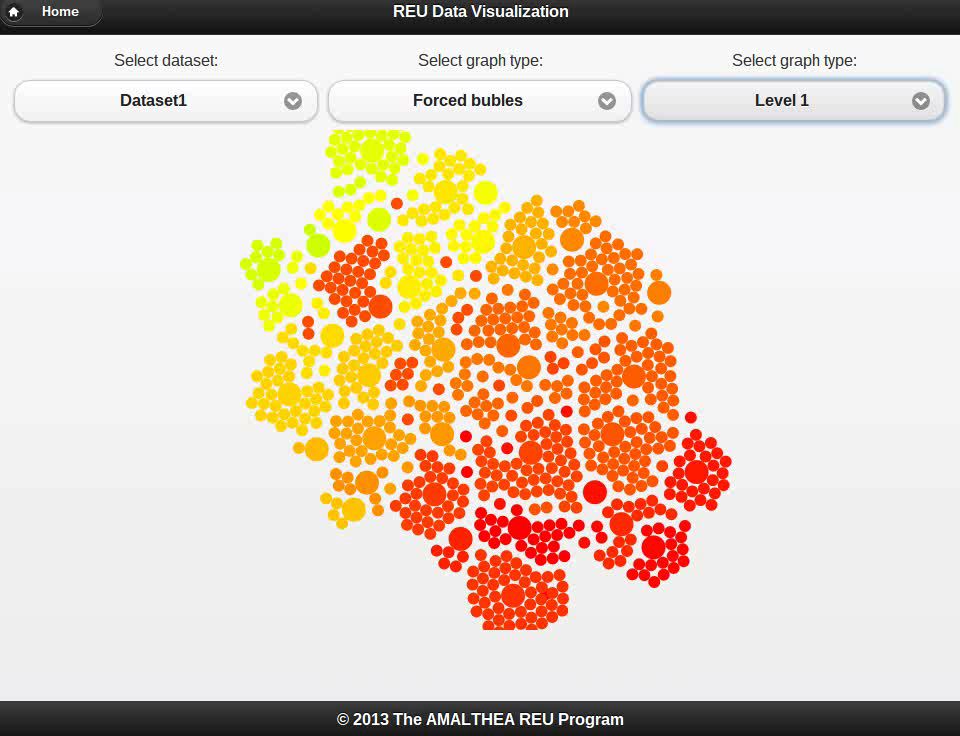 Home
REU Data Visualization
Select dataset:
Select graph type:
Select graph type:
Dataset1
Forced bubles
Level 1
© 2013 The AMALTHEA REU Program